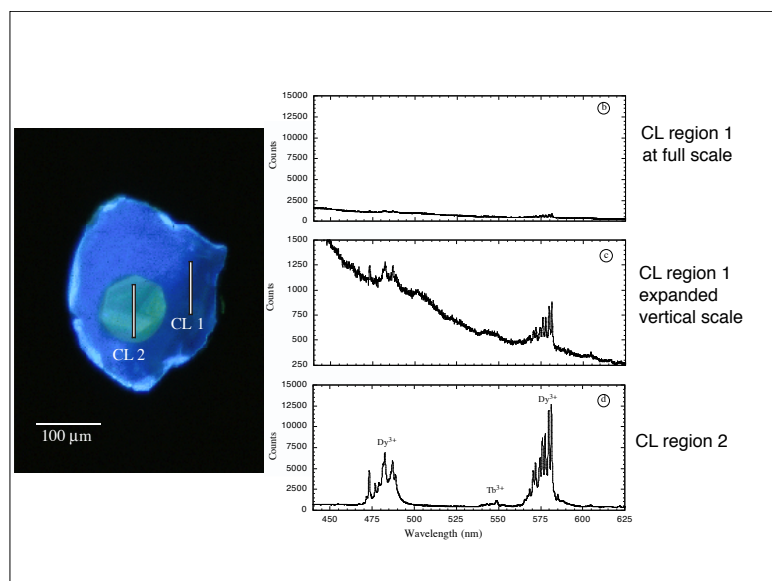 CL 1
CL 2
100 µm
15000
12500
10000
7500
5000
2500
0
Counts
b
CL region 1
at full scale
1500
1250
1000
750
500
250
Counts
c
CL region 1
expanded
vertical scale
15000
12500
10000
7500
5000
2500
0
Counts
Dy³⁺
Tb³⁺
Dy³⁺
d
CL region 2
450 475 500 525 550 575 600 625
Wavelength (nm)